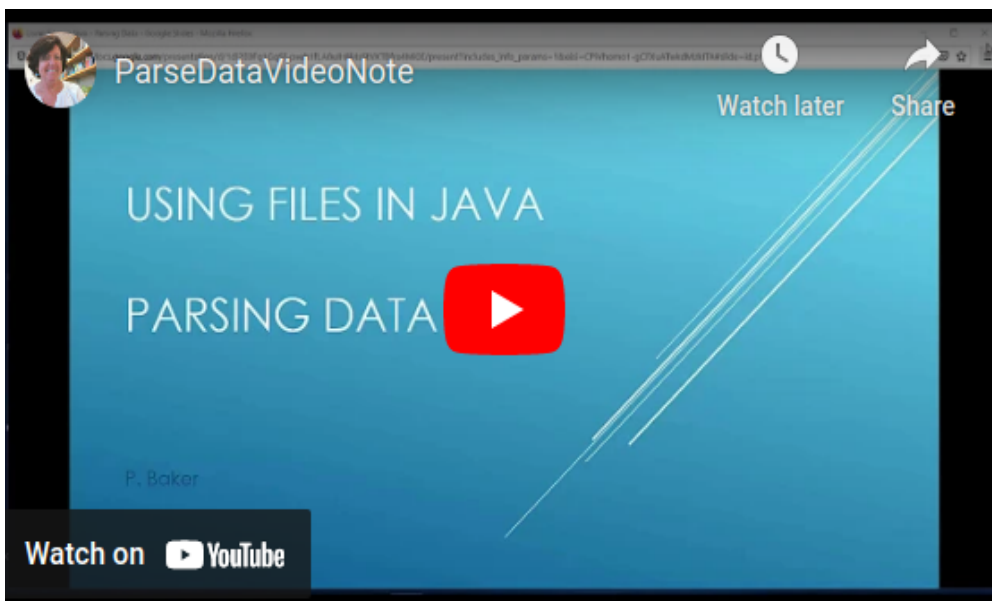 ParseDataVideoNote
Watch later
Share
USING FILES IN JAVA
PARSING DATA
P. Baker
Watch on YouTube